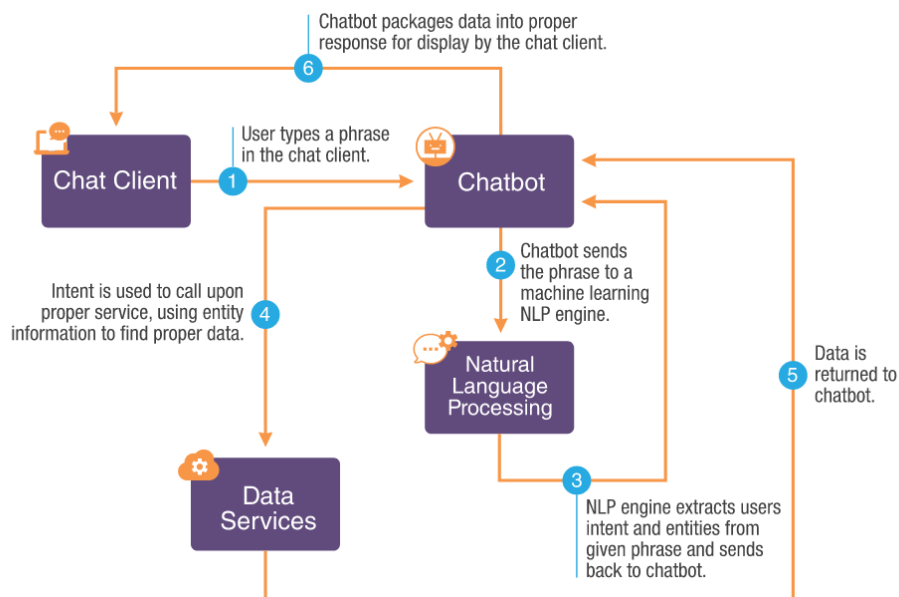 Chatbot packages data into proper
response for display by the chat client.
6
User types a phrase
in the chat client.
Chat Client
1
Chatbot
2
Chatbot sends
the phrase to a
machine learning
NLP engine.
Intent is used to call upon
proper service, using entity
information to find proper data.
4
Natural
Language
Processing
5
Data is
returned to
chatbot.
3
NLP engine extracts users
intent and entities from
given phrase and sends
back to chatbot.
Data
Services